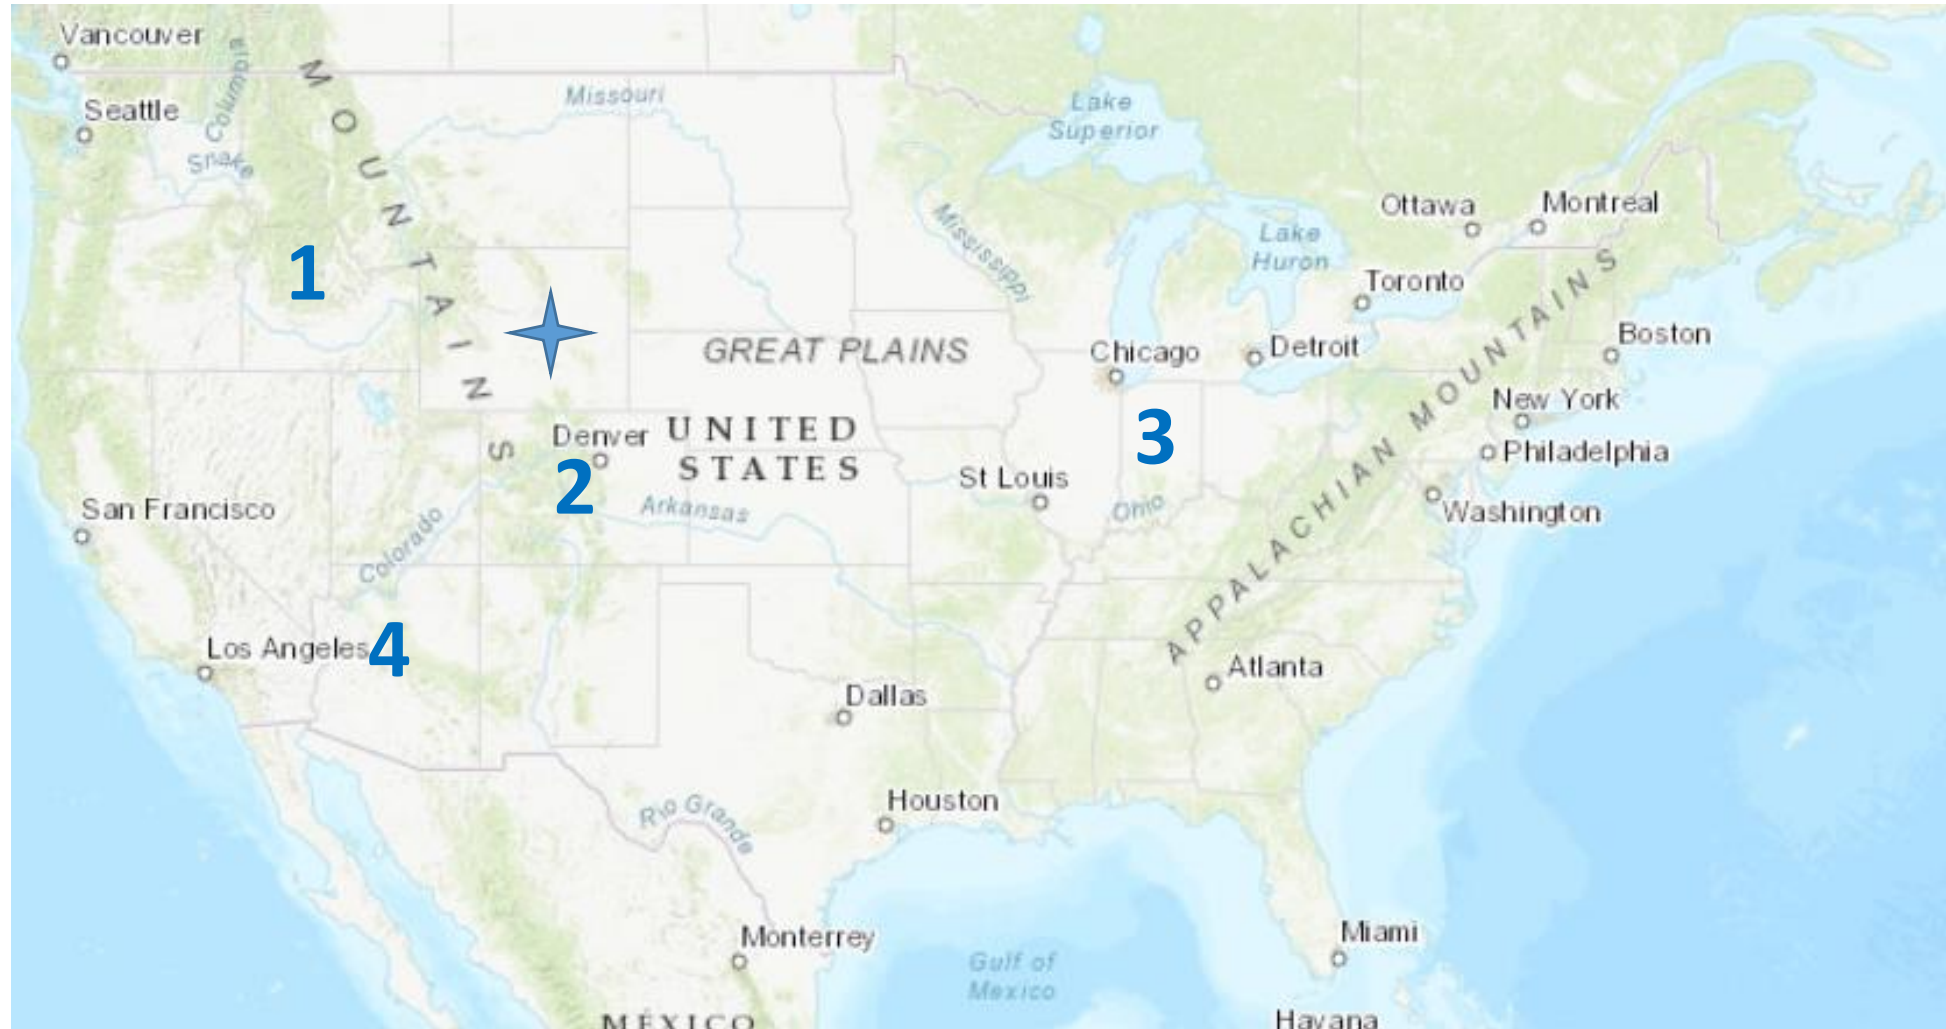 Vancouver
Columbia
MOUNTAINS
Missouri
Lake
Superior
Seattle
Snake
Ottawa
Montreal
Mississippi
Lake
Huron
Toronto
1
GREAT PLAINS
Chicago
Detroit
Boston
New York
Denver
UNITED
STATES
3
Philadelphia
APPALACHIAN MOUNTAINS
2
St Louis
San Francisco
Arkansas
Ohio
Washington
Colorado
Los Angeles
4
Atlanta
Dallas
Houston
Rio Grande
Monterrey
Miami
Gulf of
Mexico
MÉXICO
Havana